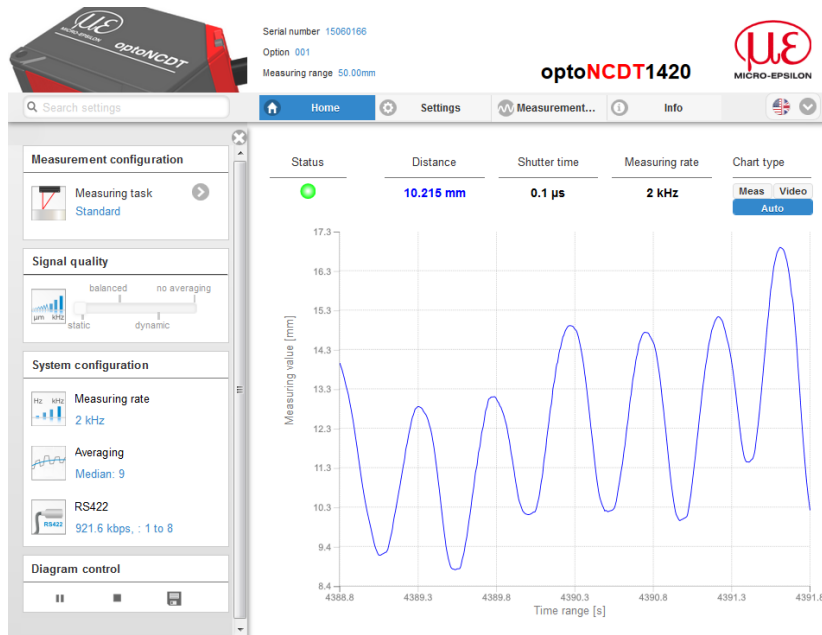 MICRO-EPSILON
optoNCDT
Serial number 15060166
Option 001
Measuring range 50.00mm
optoNCDT1420
µε
MICRO-EPSILON
Search settings
Home
Settings
Measurement...
Info
Measurement configuration
Measuring task
Standard
Signal quality
balanced
no averaging
µm kHz
static
dynamic
System configuration
Hz kHz
Measuring rate
2 kHz
Averaging
Median: 9
RS422
RS422
921.6 kbps, : 1 to 8
Diagram control
Status
Distance
Shutter time
Measuring rate
Chart type
10.215 mm
0.1 µs
2 kHz
Meas
Video
Auto
Measuring value [mm]
17.3
16.3
15.3
14.3
13.3
12.3
11.3
10.3
9.4
8.4
4388.8
4389.3
4389.8
4390.3
4390.8
4391.3
4391.8
Time range [s]